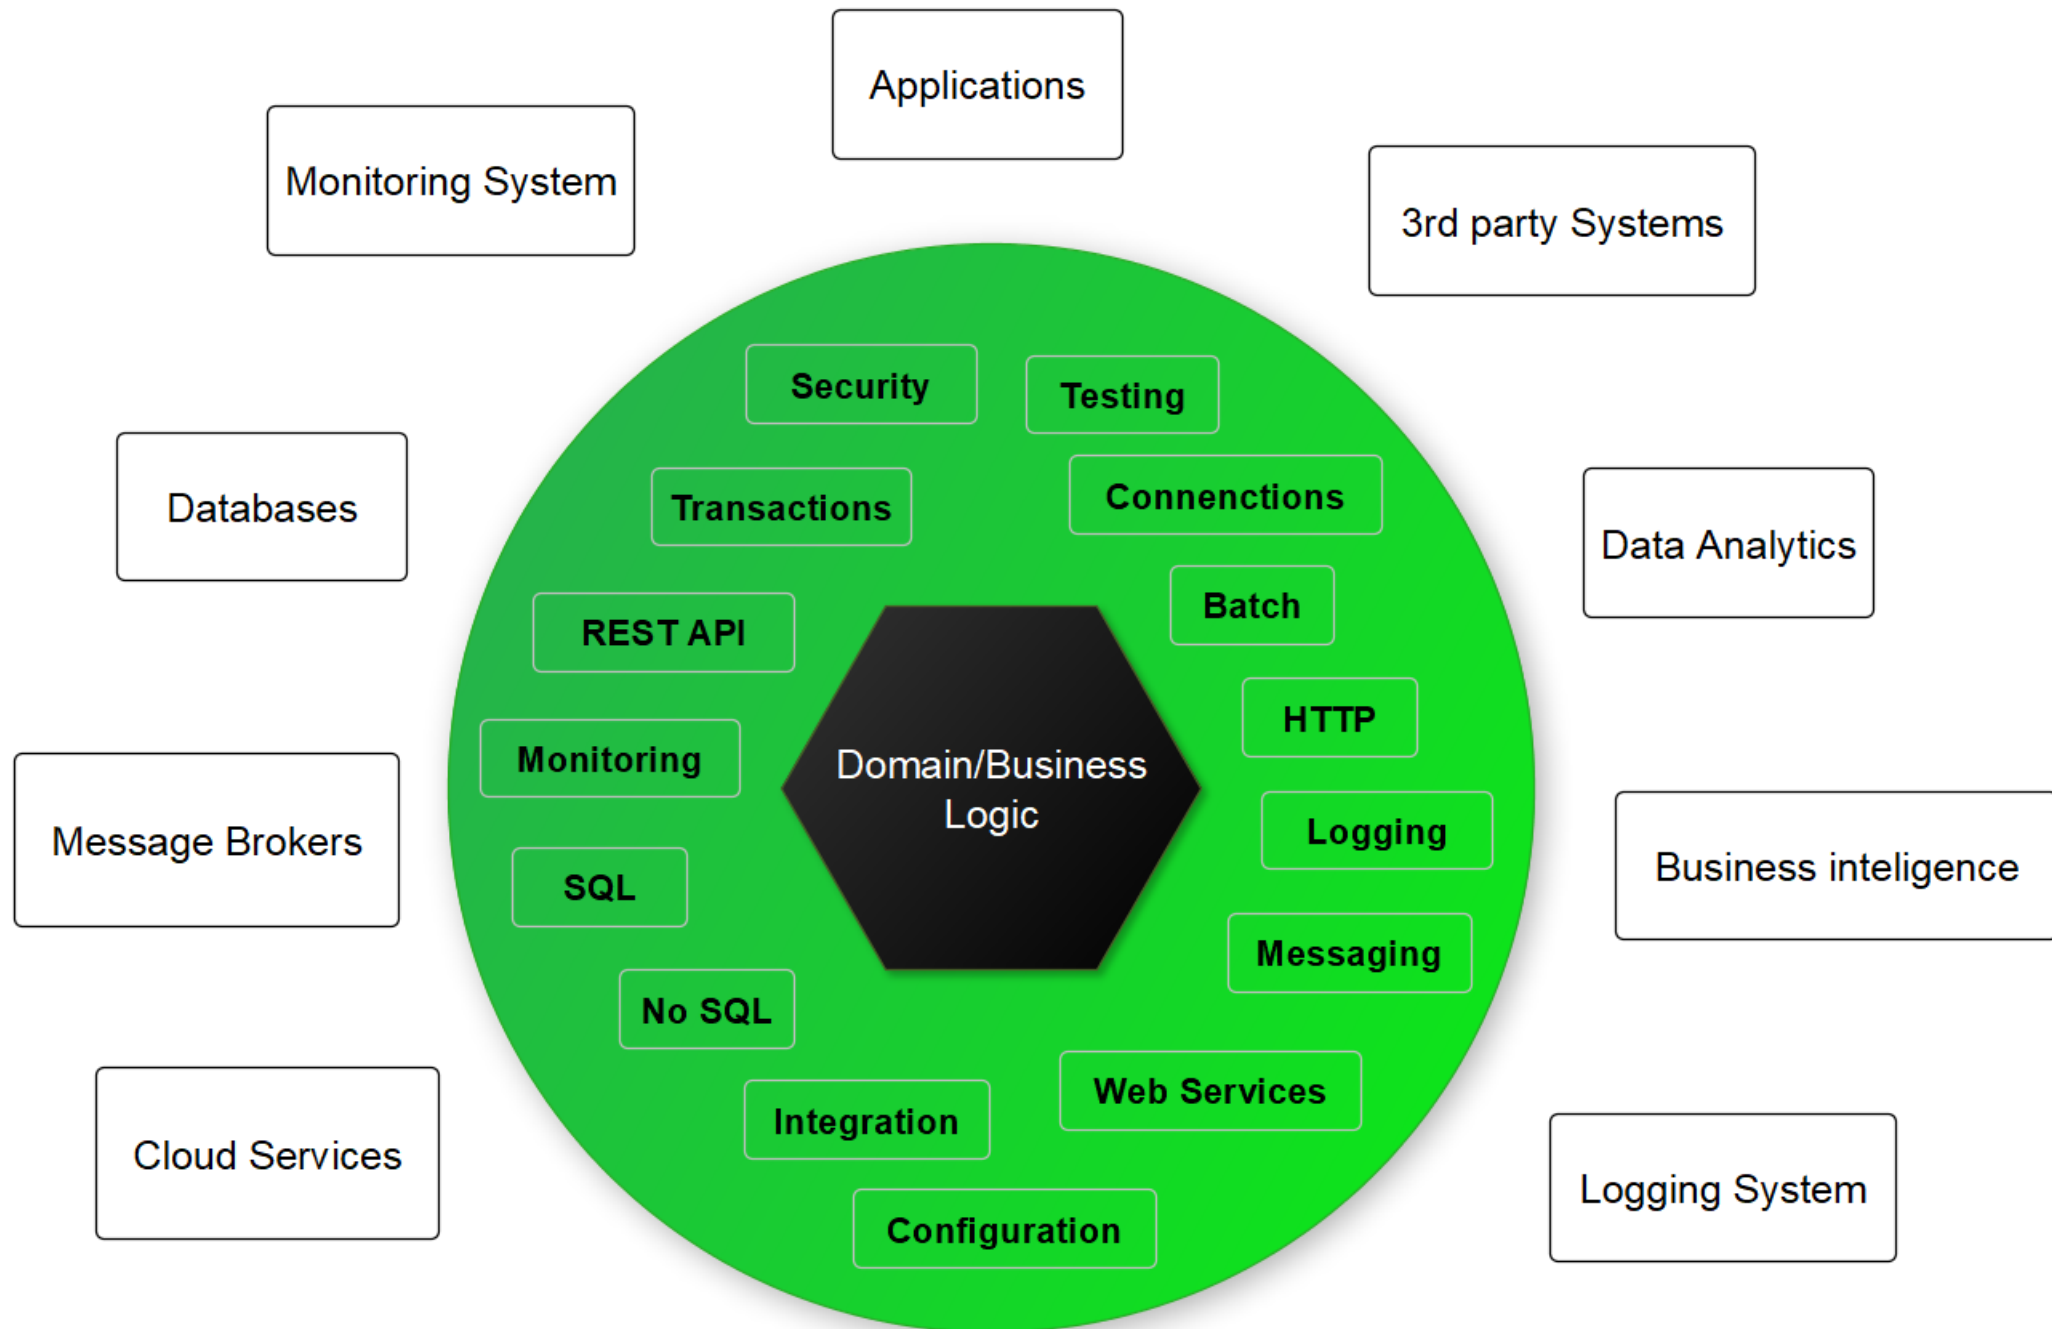 Applications
Monitoring System
3rd party Systems
Security
Testing
Databases
Transactions
Connenctions
Data Analytics
REST API
Batch
HTTP
Monitoring
Domain/Business
Logic
Message Brokers
Logging
Business inteligence
SQL
Messaging
No SQL
Web Services
Integration
Cloud Services
Logging System
Configuration